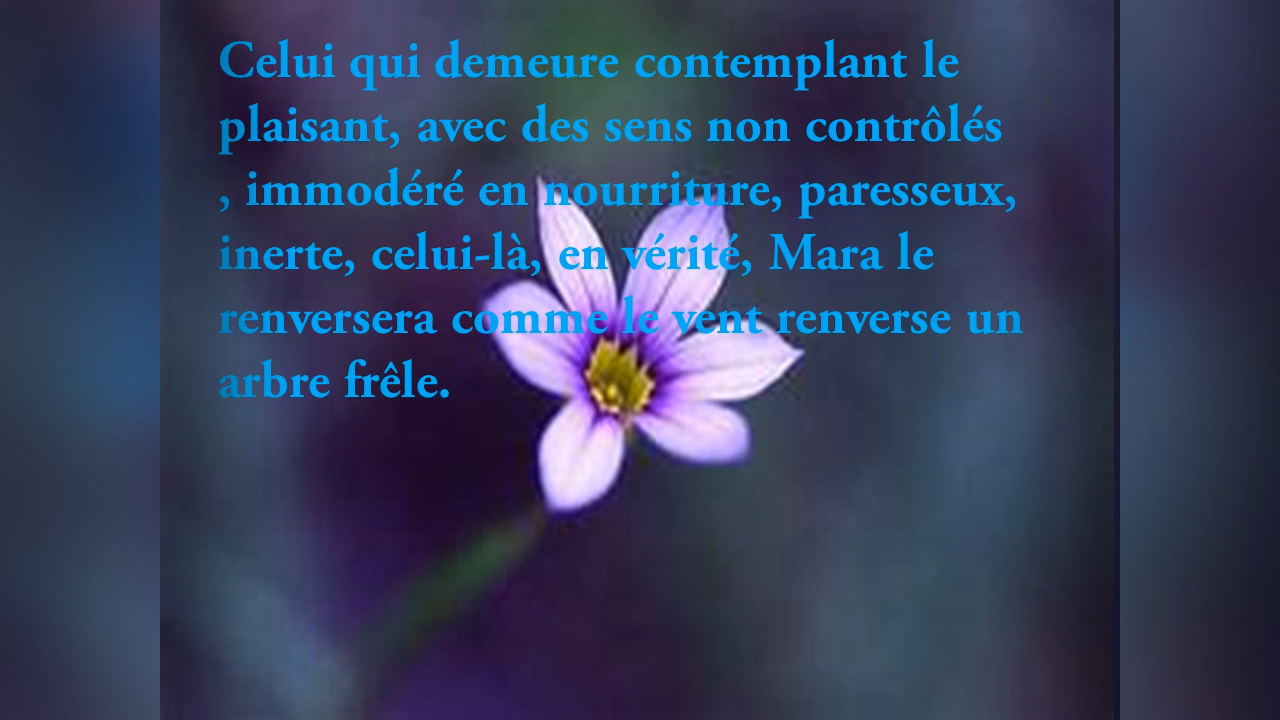 Celui qui demeure contemplant le
plaisant, avec des sens non contrôlés
, immodéré en nourriture, paresseux,
inerte, celui-là, en vérité, Mara le
renversera comme le vent renverse un
arbre frêle.